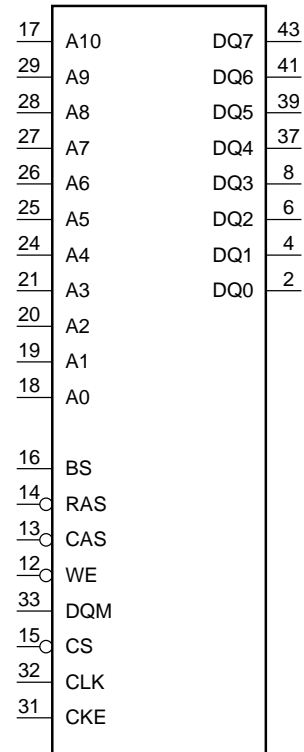 17 A10 DQ7 43
29 A9 DQ6 41
28 A8 DQ5 39
27 A7 DQ4 37
26 A6 DQ3 8
25 A5 DQ2 6
24 A4 DQ1 4
21 A3 DQ0 2
20 A2
19 A1
18 A0
16 BS
14 RAS
13 CAS
12 WE
33 DQM
15 CS
32 CLK
31 CKE